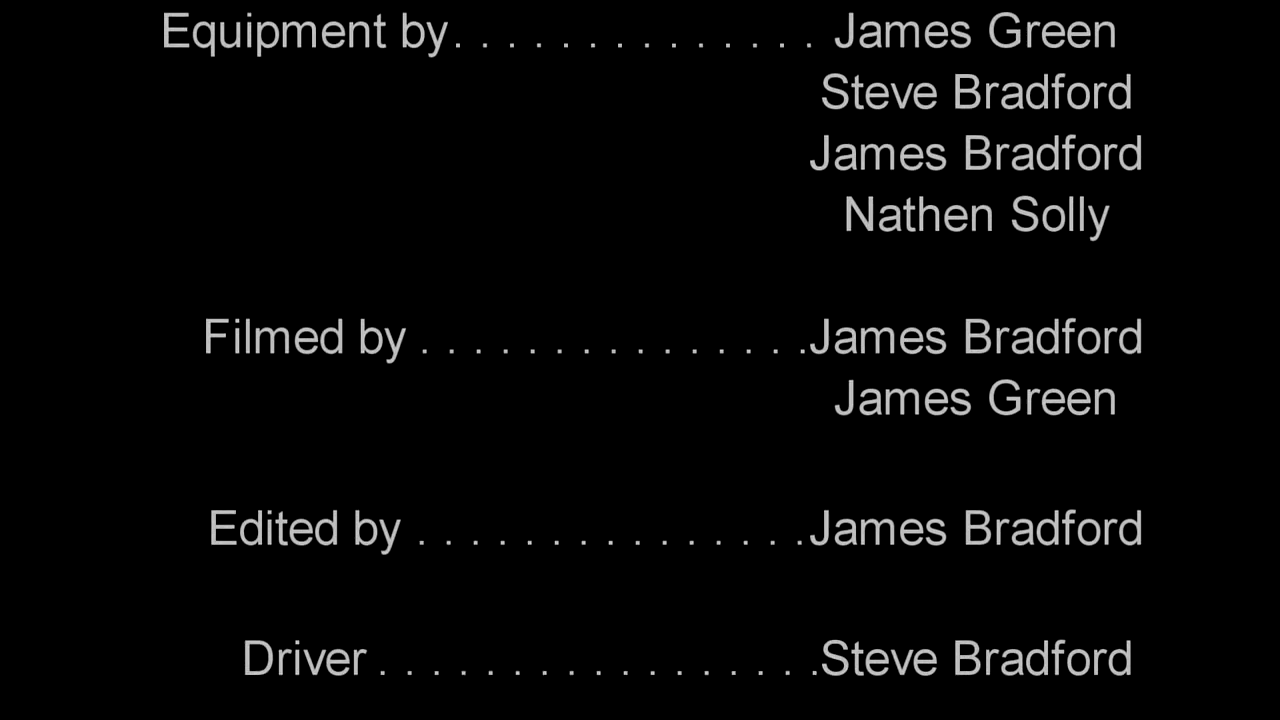 Equipment by. . . . . . . . . . . . . . James Green
Steve Bradford
James Bradford
Nathen Solly
Filmed by . . . . . . . . . . . . . . .James Bradford
James Green
Edited by . . . . . . . . . . . . . . .James Bradford
Driver . . . . . . . . . . . . . . . . .Steve Bradford